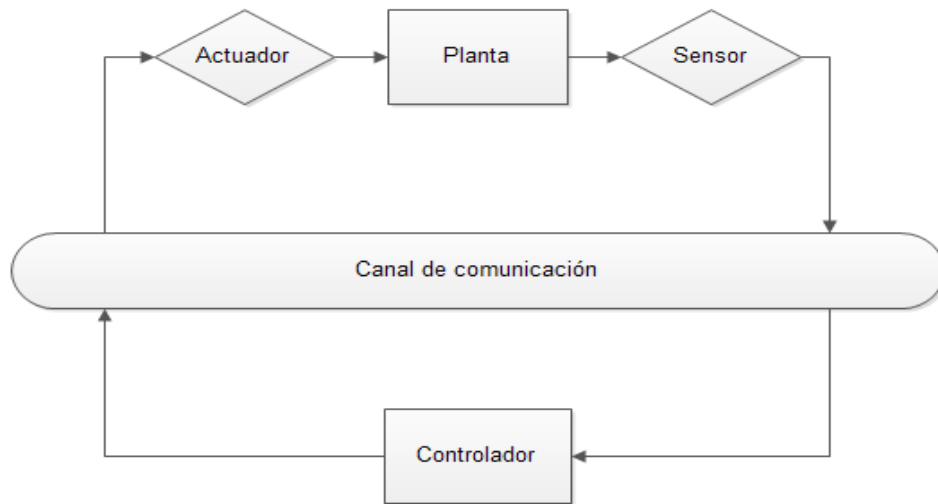 Actuador
Planta
Sensor
Canal de comunicación
Controlador